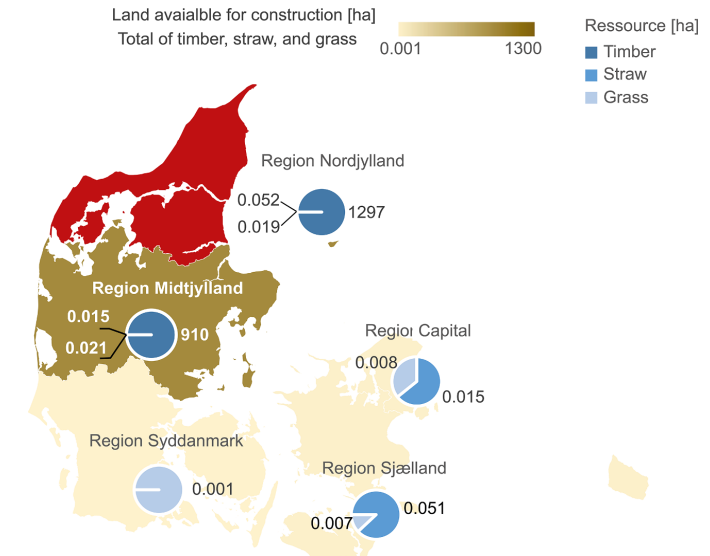 Land avaialble for construction [ha]
Total of timber, straw, and grass
0.001
1300
Ressource [ha]
Timber
Straw
Grass
Region Nordjylland
0.052
0.019
1297
Region Midtjylland
0.015
0.021
910
Region Capital
0.008
0.015
Region Syddanmark
0.001
Region Sjælland
0.051
0.007